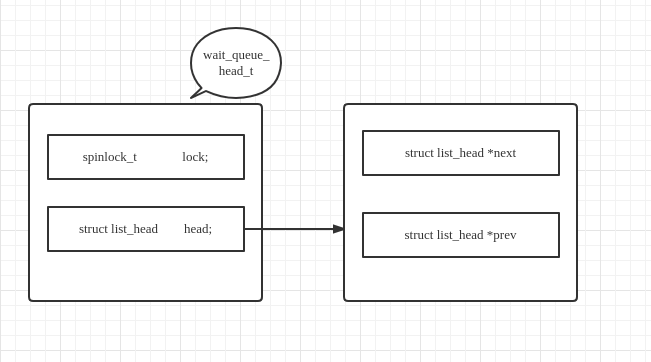 wait_queue_
head_t
spinlock_t lock;
struct list_head head;
struct list_head *next
struct list_head *prev